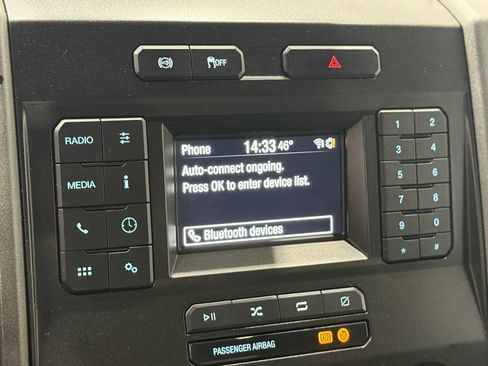 OFF
RADIO
MEDIA
Phone 14:33 46°
Auto-connect ongoing.
Press OK to enter device list.
Bluetooth devices
1 2
3 4
5 6
7 8
9 0
* #
PASSENGER AIRBAG